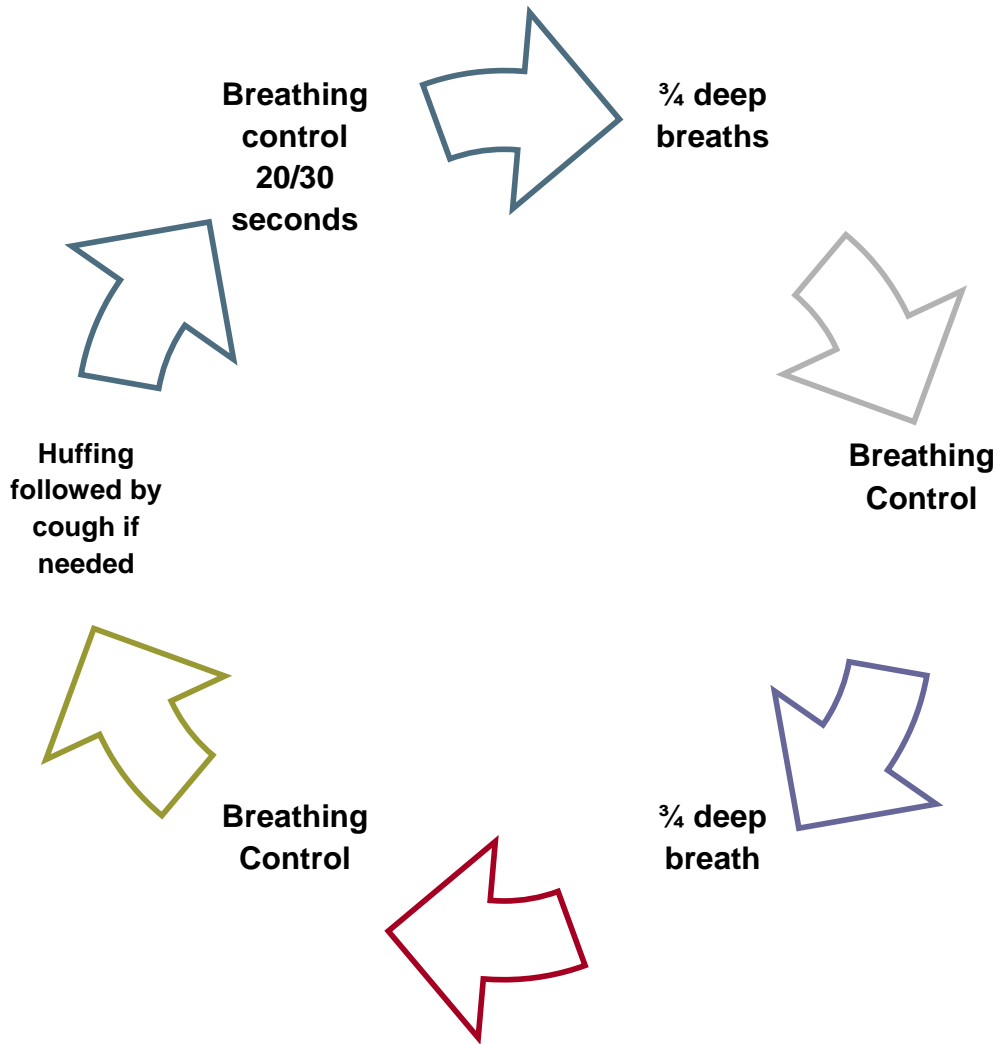 Breathing
control
20/30
seconds
¾ deep
breaths
Breathing
Control
¾ deep
breath
Breathing
Control
Huffing
followed by
cough if
needed